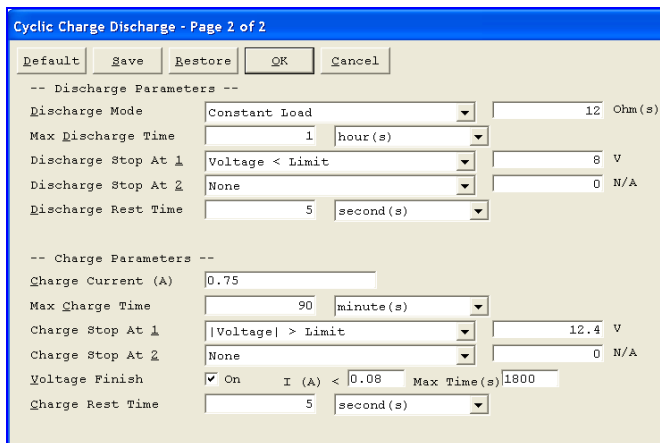 Cyclic Charge Discharge - Page 2 of 2
Default Save Restore OK Cancel
-- Discharge Parameters --
Discharge Mode Constant Load 12 Ohm(s)
Max Discharge Time 1 hour(s)
Discharge Stop At 1 Voltage < Limit 8 V
Discharge Stop At 2 None 0 N/A
Discharge Rest Time 5 second(s)
-- Charge Parameters --
Charge Current (A) 0.75
Max Charge Time 90 minute(s)
Charge Stop At 1 |Voltage| > Limit 12.4 V
Charge Stop At 2 None 0 N/A
Voltage Finish On I (A) < 0.08 Max Time(s) 1800
Charge Rest Time 5 second(s)